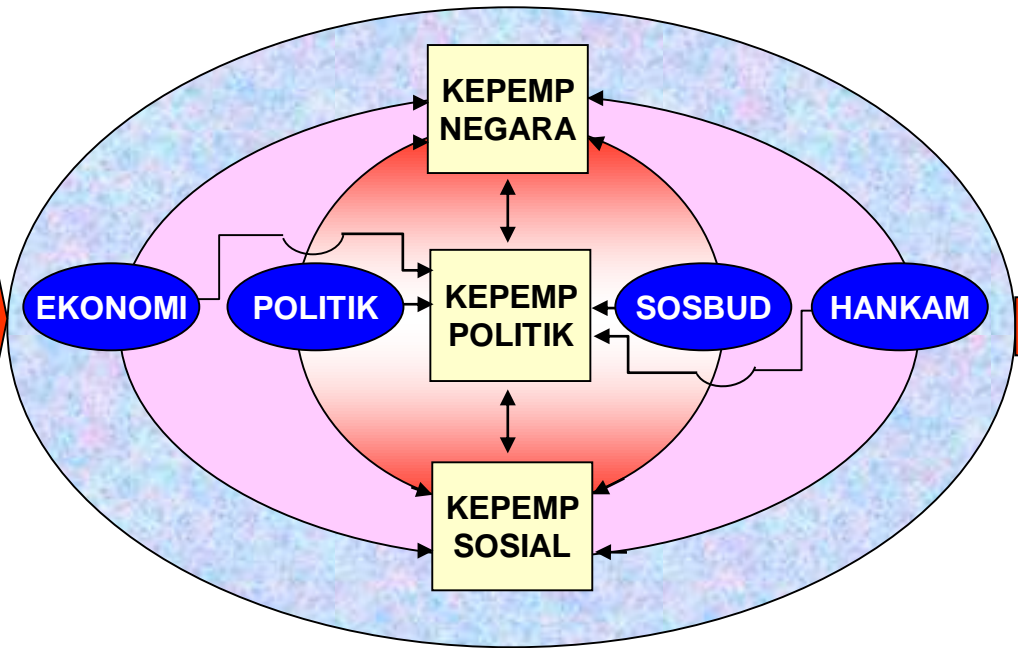 KEPEMP
NEGARA
EKONOMI
POLITIK
KEPEMP
POLITIK
SOSBUD
HANKAM
KEPEMP
SOSIAL